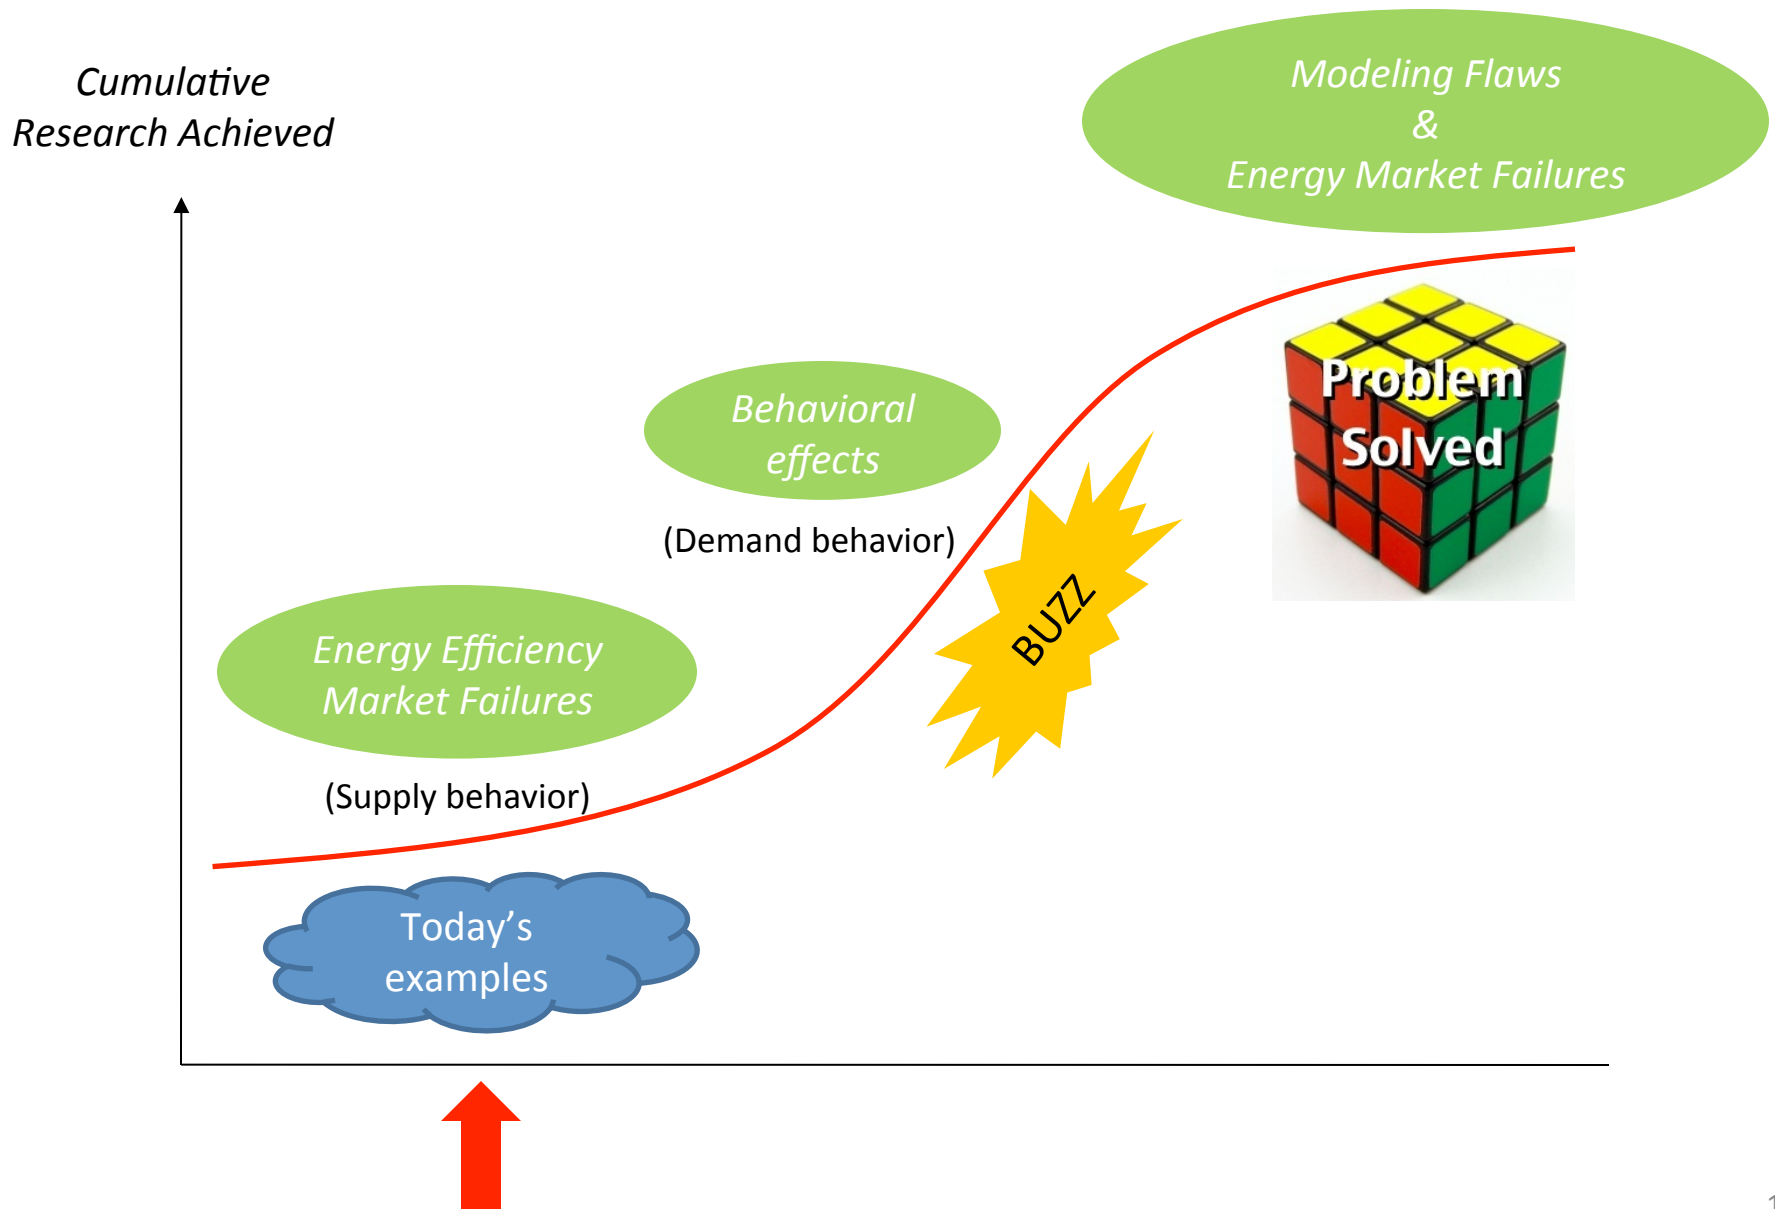 Cumulative
Research Achieved
Modeling Flaws
&
Energy Market Failures
Problem
Solved
Behavioral
effects
(Demand behavior)
BUZZ
Energy Efficiency
Market Failures
(Supply behavior)
Today’s
examples